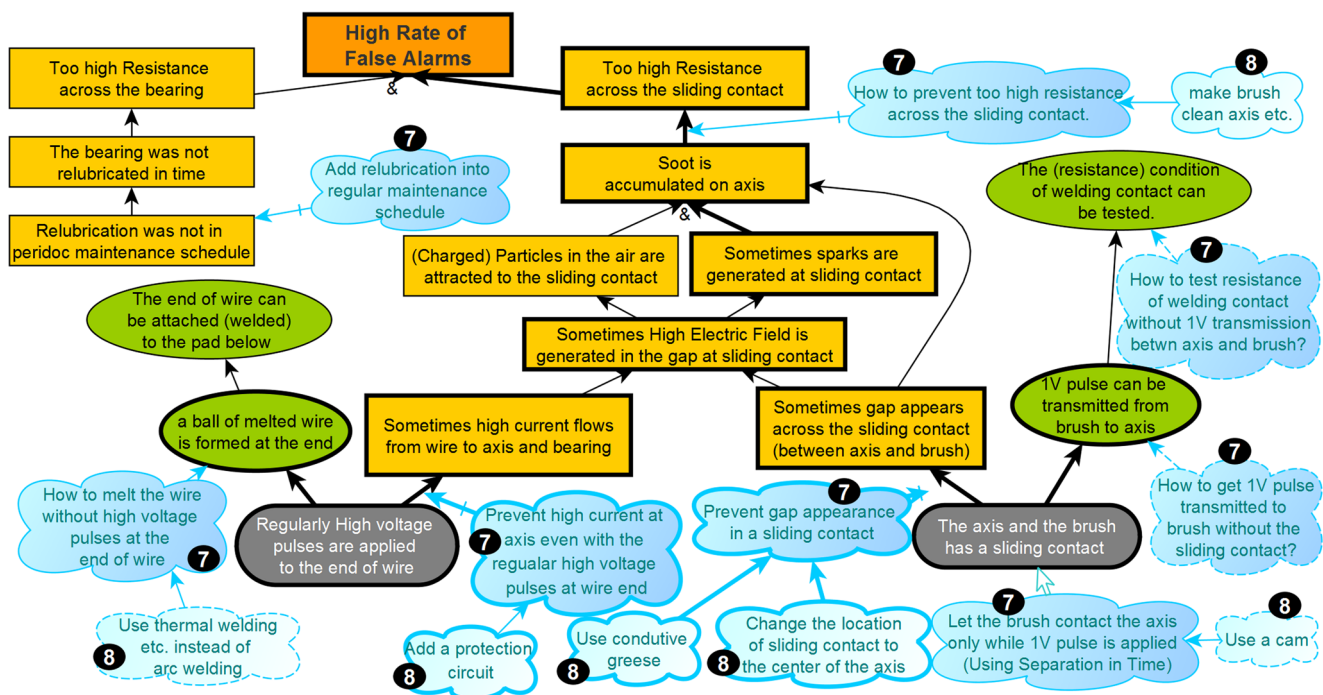 High Rate of
False Alarms
&
Too high Resistance
across the bearing
Too high Resistance
across the sliding contact
7
How to prevent too high resistance
across the sliding contact.
8
make brush
clean axis etc.
The bearing was not
relubricated in time
7
Add relubrication into
regular maintenance
schedule
Soot is
accumulated on axis
&
The (resistance) condition
of welding contact can
be tested.
Relubrication was not in
peridoc maintenance schedule
(Charged) Particles in the air are
attracted to the sliding contact
Sometimes sparks are
generated at sliding contact
7
How to test resistance
of welding contact
without 1V transmission
betwn axis and brush?
The end of wire can
be attached (welded)
to the pad below
Sometimes High Electric Field is
generated in the gap at sliding contact
a ball of melted wire
is formed at the end
Sometimes high current flows
from wire to axis and bearing
Sometimes gap appears
across the sliding contact
(between axis and brush)
1V pulse can be
transmitted from
brush to axis
How to melt the wire
without high voltage
pulses at the
end of wire
7
Regularly High voltage
pulses are applied
to the end of wire
7
Prevent high current at
axis even with the
regualar high voltage
pulses at wire end
7
Prevent gap appearance
in a sliding contact
The axis and the brush
has a sliding contact
7
How to get 1V pulse
transmitted to
brush without the
sliding contact?
8
Use thermal welding
etc. instead of
arc welding
8
Add a protection
circuit
8
Use condutive
greese
8
Change the location
of sliding contact to
the center of the axis
7
Let the brush contact the axis
only while 1V pulse is applied
(Using Separation in Time)
8
Use a cam